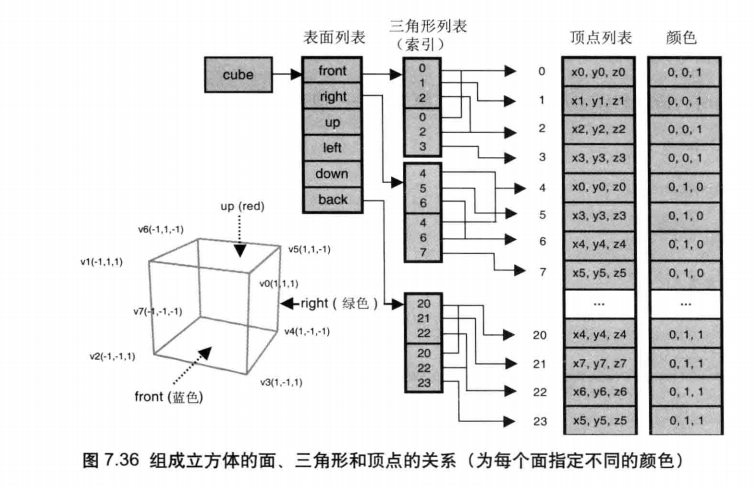 表面列表
三角形列表
(索引)
顶点列表
颜色
cube
front
right
up
left
down
back
0
1
2
0
2
3
4
5
6
4
6
7
20
21
22
20
22
23
0 x0, y0, z0 0, 0, 1
1 x1, y1, z1 0, 0, 1
2 x2, y2, z2 0, 0, 1
3 x3, y3, z3 0, 0, 1
4 x0, y0, z0 0, 1, 0
5 x3, y3, z3 0, 1, 0
6 x4, y4, z4 0, 1, 0
7 x5, y5, z5 0, 1, 0
... ...
20 x4, y4, z4 0, 1, 1
21 x7, y7, z7 0, 1, 1
22 x6, y6, z6 0, 1, 1
23 x5, y5, z5 0, 1, 1
up (red)
v6(-1,1,-1)
v5(1,1,-1)
v1(-1,1,1)
v0(1,1,1)
right ( 绿色 )
v7(-1,-1,-1)
v4(1,-1,-1)
v2(-1,-1,1)
v3(1,-1,1)
front (蓝色)
图 7.36 组成立方体的面、三角形和顶点的关系（为每个面指定不同的颜色）